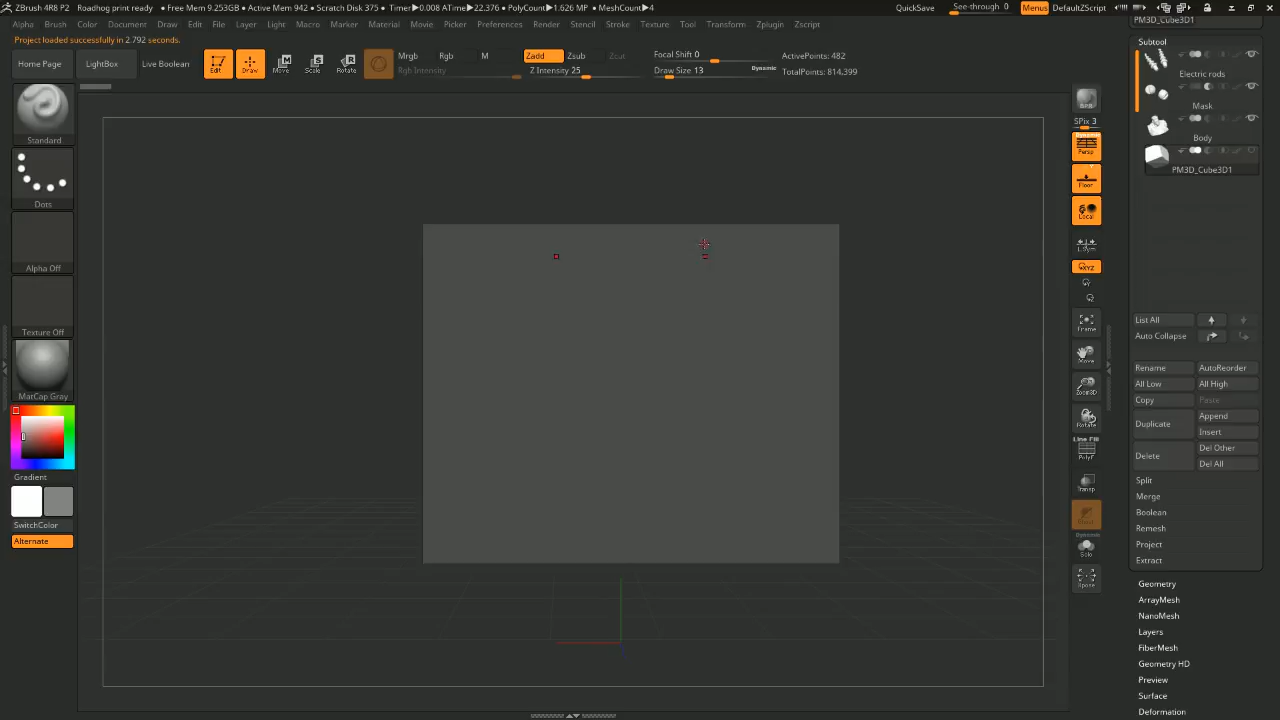 ZBrush 4R8 P2 Roadhog print ready • Free Mem 9.253GB • Active Mem 942 • Scratch Disk 375 • Timer▶0.008 ATime▶22.376 • PolyCount▶1.626 MP • MeshCount▶4 QuickSave See-through 0 Menus DefaultZScript
Alpha Brush Color Document Draw Edit Layer Light Macro Marker Material Movie Picker Preferences Render Stencil Stroke Texture Tool Transform Zplugin Zscript
Project loaded successfully in 2.792 seconds.
Home Page LightBox Live Boolean Edit Draw Move Scale Rotate
Mrgb Rgb M Zadd Zsub Zcut Focal Shift 0 ActivePoints: 482
Rgb Intensity Z Intensity 25 Draw Size 13 Dynamic TotalPoints: 814,399
Standard
Dots
Alpha Off
Texture Off
MatCap Gray
Gradient
SwitchColor
Alternate
BPR
SPix 3
Dynamic
Persp
Floor
Local
L.Sym
XYZ
Frame
Move
Zoom3D
Rotate
Line Fill
PolyF
Transp
Dynamic
Solo
Xpose
PM3D_Cube3D1
Subtool
Electric rods
Mask
Body
PM3D_Cube3D1
List All
Auto Collapse
Rename AutoReorder
All Low All High
Copy Paste
Duplicate Append
Insert
Delete Del Other
Del All
Split
Merge
Boolean
Remesh
Project
Extract
Geometry
ArrayMesh
NanoMesh
Layers
FiberMesh
Geometry HD
Preview
Surface
Deformation